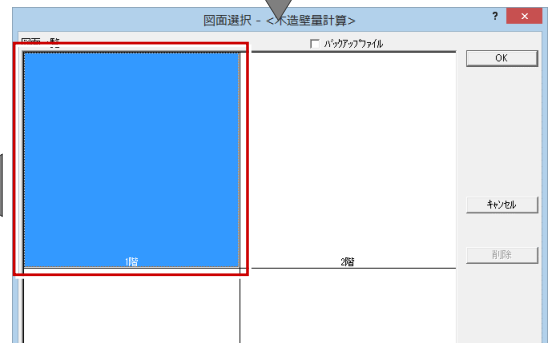 図面選択 - <木造壁量計算>
? ×
図面一覧
バックアップファイル
OK
キャンセル
削除
1階
2階